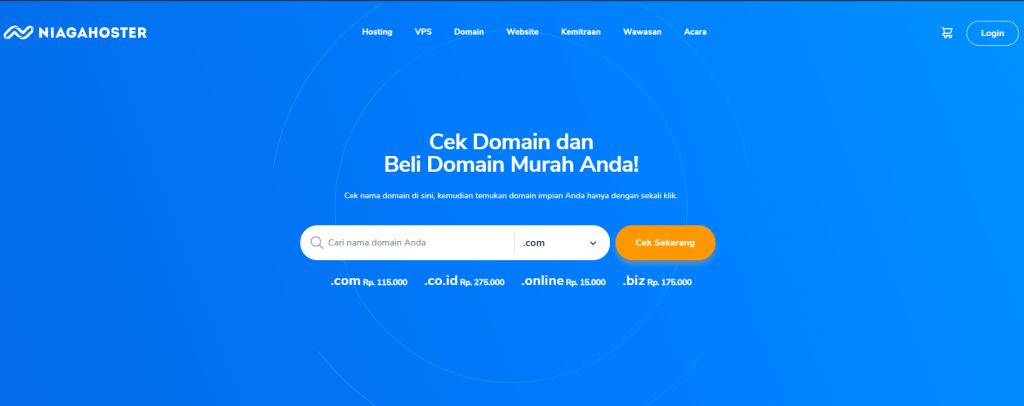 NIAGAHOSTER
Hosting VPS Domain Website Kemitraan Wawasan Acara
Login
Cek Domain dan
Beli Domain Murah Anda!
Cek nama domain di sini, kemudian temukan domain impian Anda hanya dengan sekali klik.
Cari nama domain Anda
.com
Cek Sekarang
.com Rp. 115.000 .co.id Rp. 275.000 .online Rp. 15.000 .biz Rp. 175.000